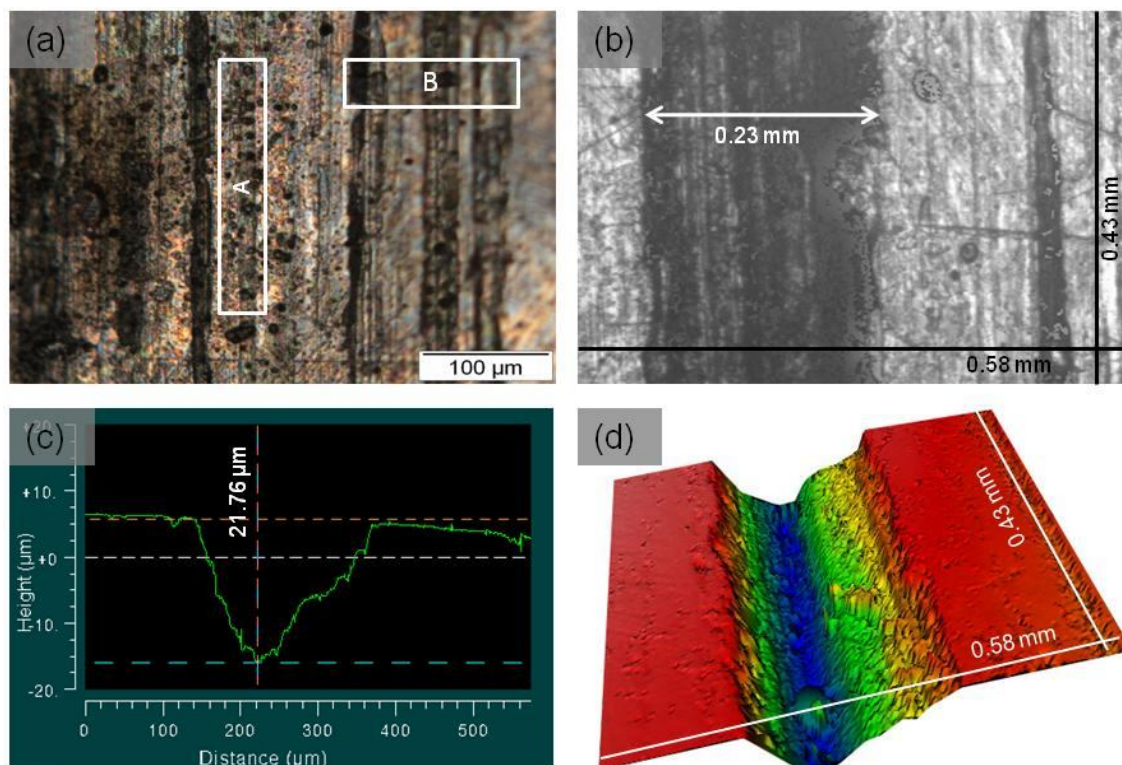 (a)
A
B
100 µm
(b)
0.23 mm
0.43 mm
0.58 mm
(c)
+20.
+10.
+0
-10.
-20.
Height (µm)
21.76 µm
0
100
200
300
400
500
Distance (µm)
(d)
0.43 mm
0.58 mm